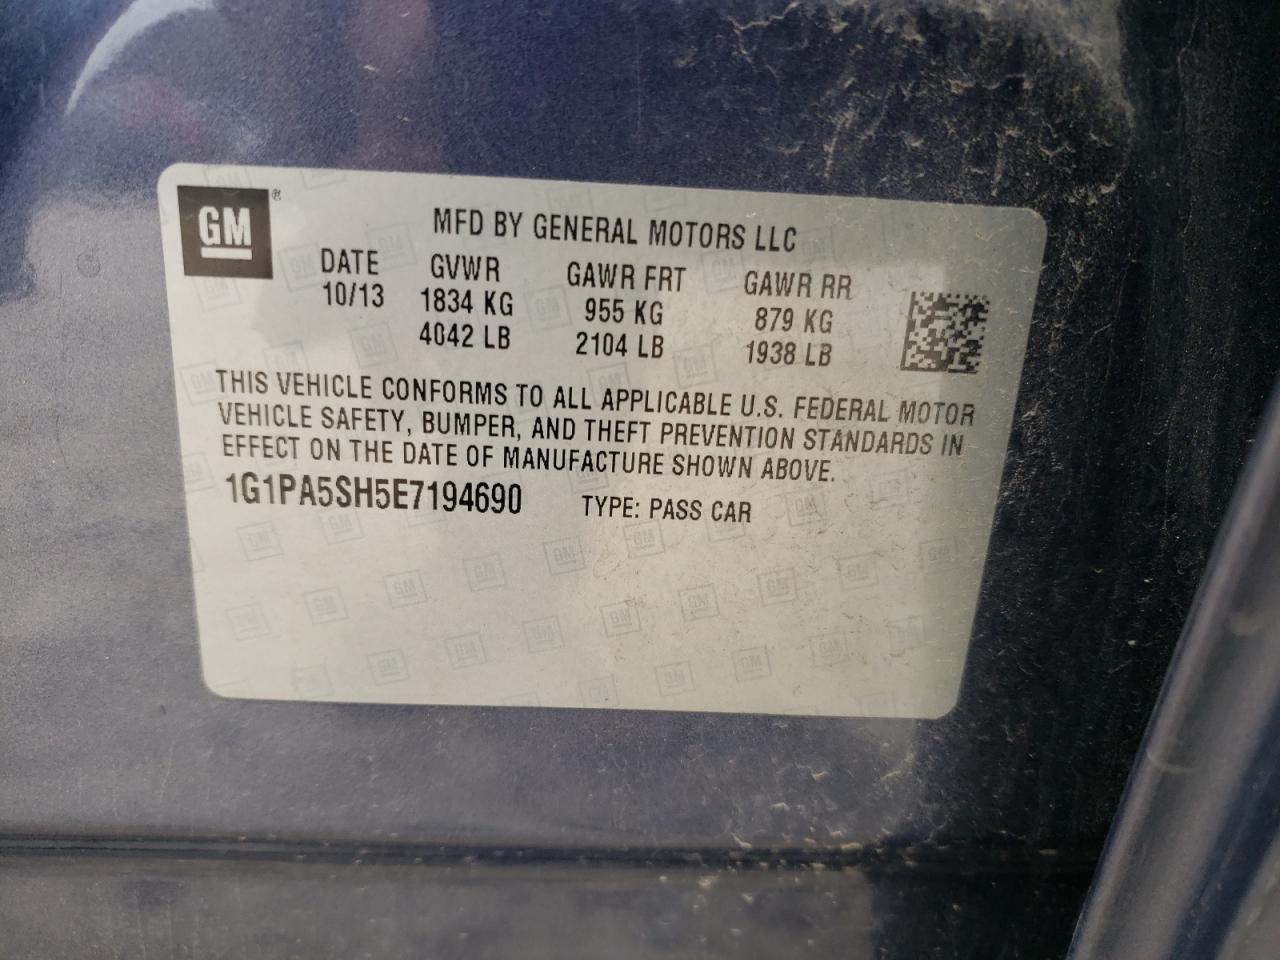 GM ®
MFD BY GENERAL MOTORS LLC
DATE GVWR GAWR FRT GAWR RR
10/13 1834 KG 955 KG 879 KG
4042 LB 2104 LB 1938 LB
THIS VEHICLE CONFORMS TO ALL APPLICABLE U.S. FEDERAL MOTOR
VEHICLE SAFETY, BUMPER, AND THEFT PREVENTION STANDARDS IN
EFFECT ON THE DATE OF MANUFACTURE SHOWN ABOVE.
1G1PA5SH5E7194690 TYPE: PASS CAR